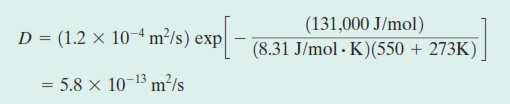 D = (1.2 × 10⁻⁴ m²/s) exp[ − (131,000 J/mol) / (8.31 J/mol · K)(550 + 273K) ]
= 5.8 × 10⁻¹³ m²/s